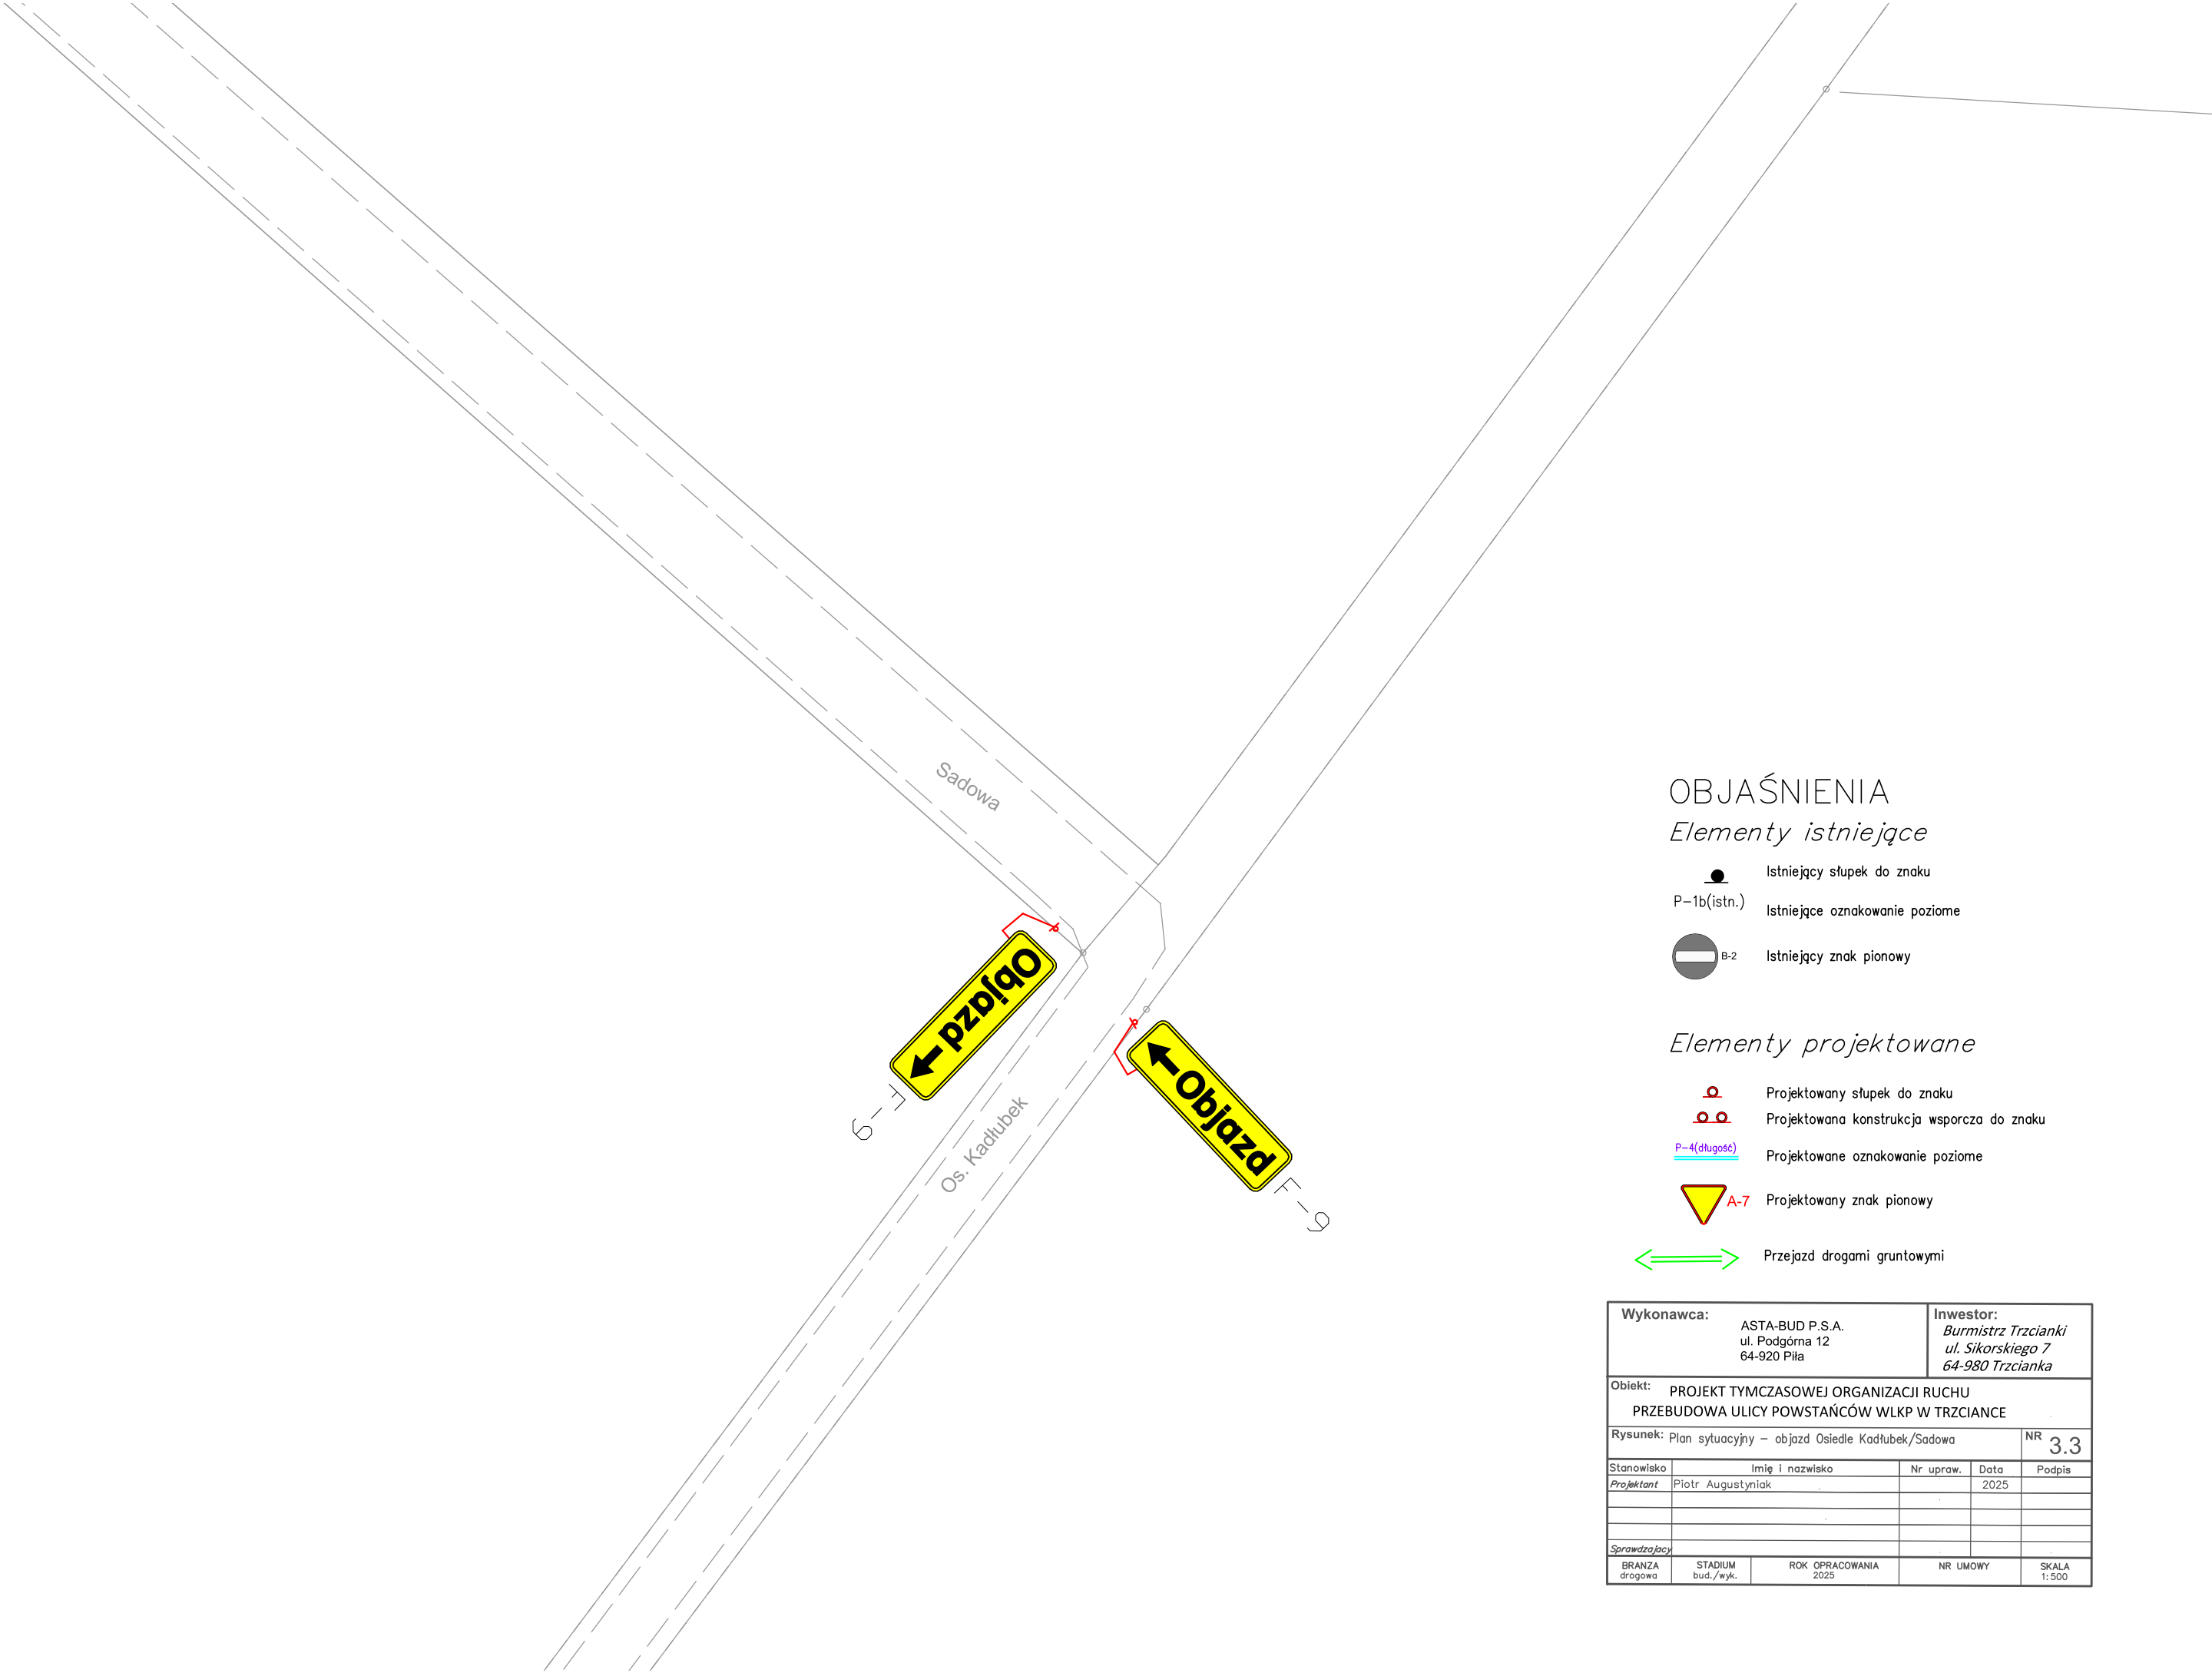 Sadowa
Objazd
F-9
Os. Kadłubek
Objazd
F-9
OBJAŚNIENIA
Elementy istniejące
Istniejący słupek do znaku
P-1b(istn.)
Istniejące oznakowanie poziome
B-2
Istniejący znak pionowy
Elementy projektowane
Projektowany słupek do znaku
Projektowana konstrukcja wsporcza do znaku
P-4(długość)
Projektowane oznakowanie poziome
A-7
Projektowany znak pionowy
Przejazd drogami gruntowymi
Wykonawca:
ASTA-BUD P.S.A.
ul. Podgórna 12
64-920 Piła
Inwestor:
Burmistrz Trzcianki
ul. Sikorskiego 7
64-980 Trzcianka
Obiekt:
PROJEKT TYMCZASOWEJ ORGANIZACJI RUCHU
PRZEBUDOWA ULICY POWSTAŃCÓW WLKP W TRZCIANCE
Rysunek: Plan sytuacyjny – objazd Osiedle Kadłubek/Sadowa
NR 3.3
Stanowisko Imię i nazwisko Nr upraw. Data Podpis
Projektant Piotr Augustyniak 2025
Sprawdzajacy
BRANZA STADIUM ROK OPRACOWANIA NR UMOWY SKALA
drogowa bud./wyk. 2025 1:500